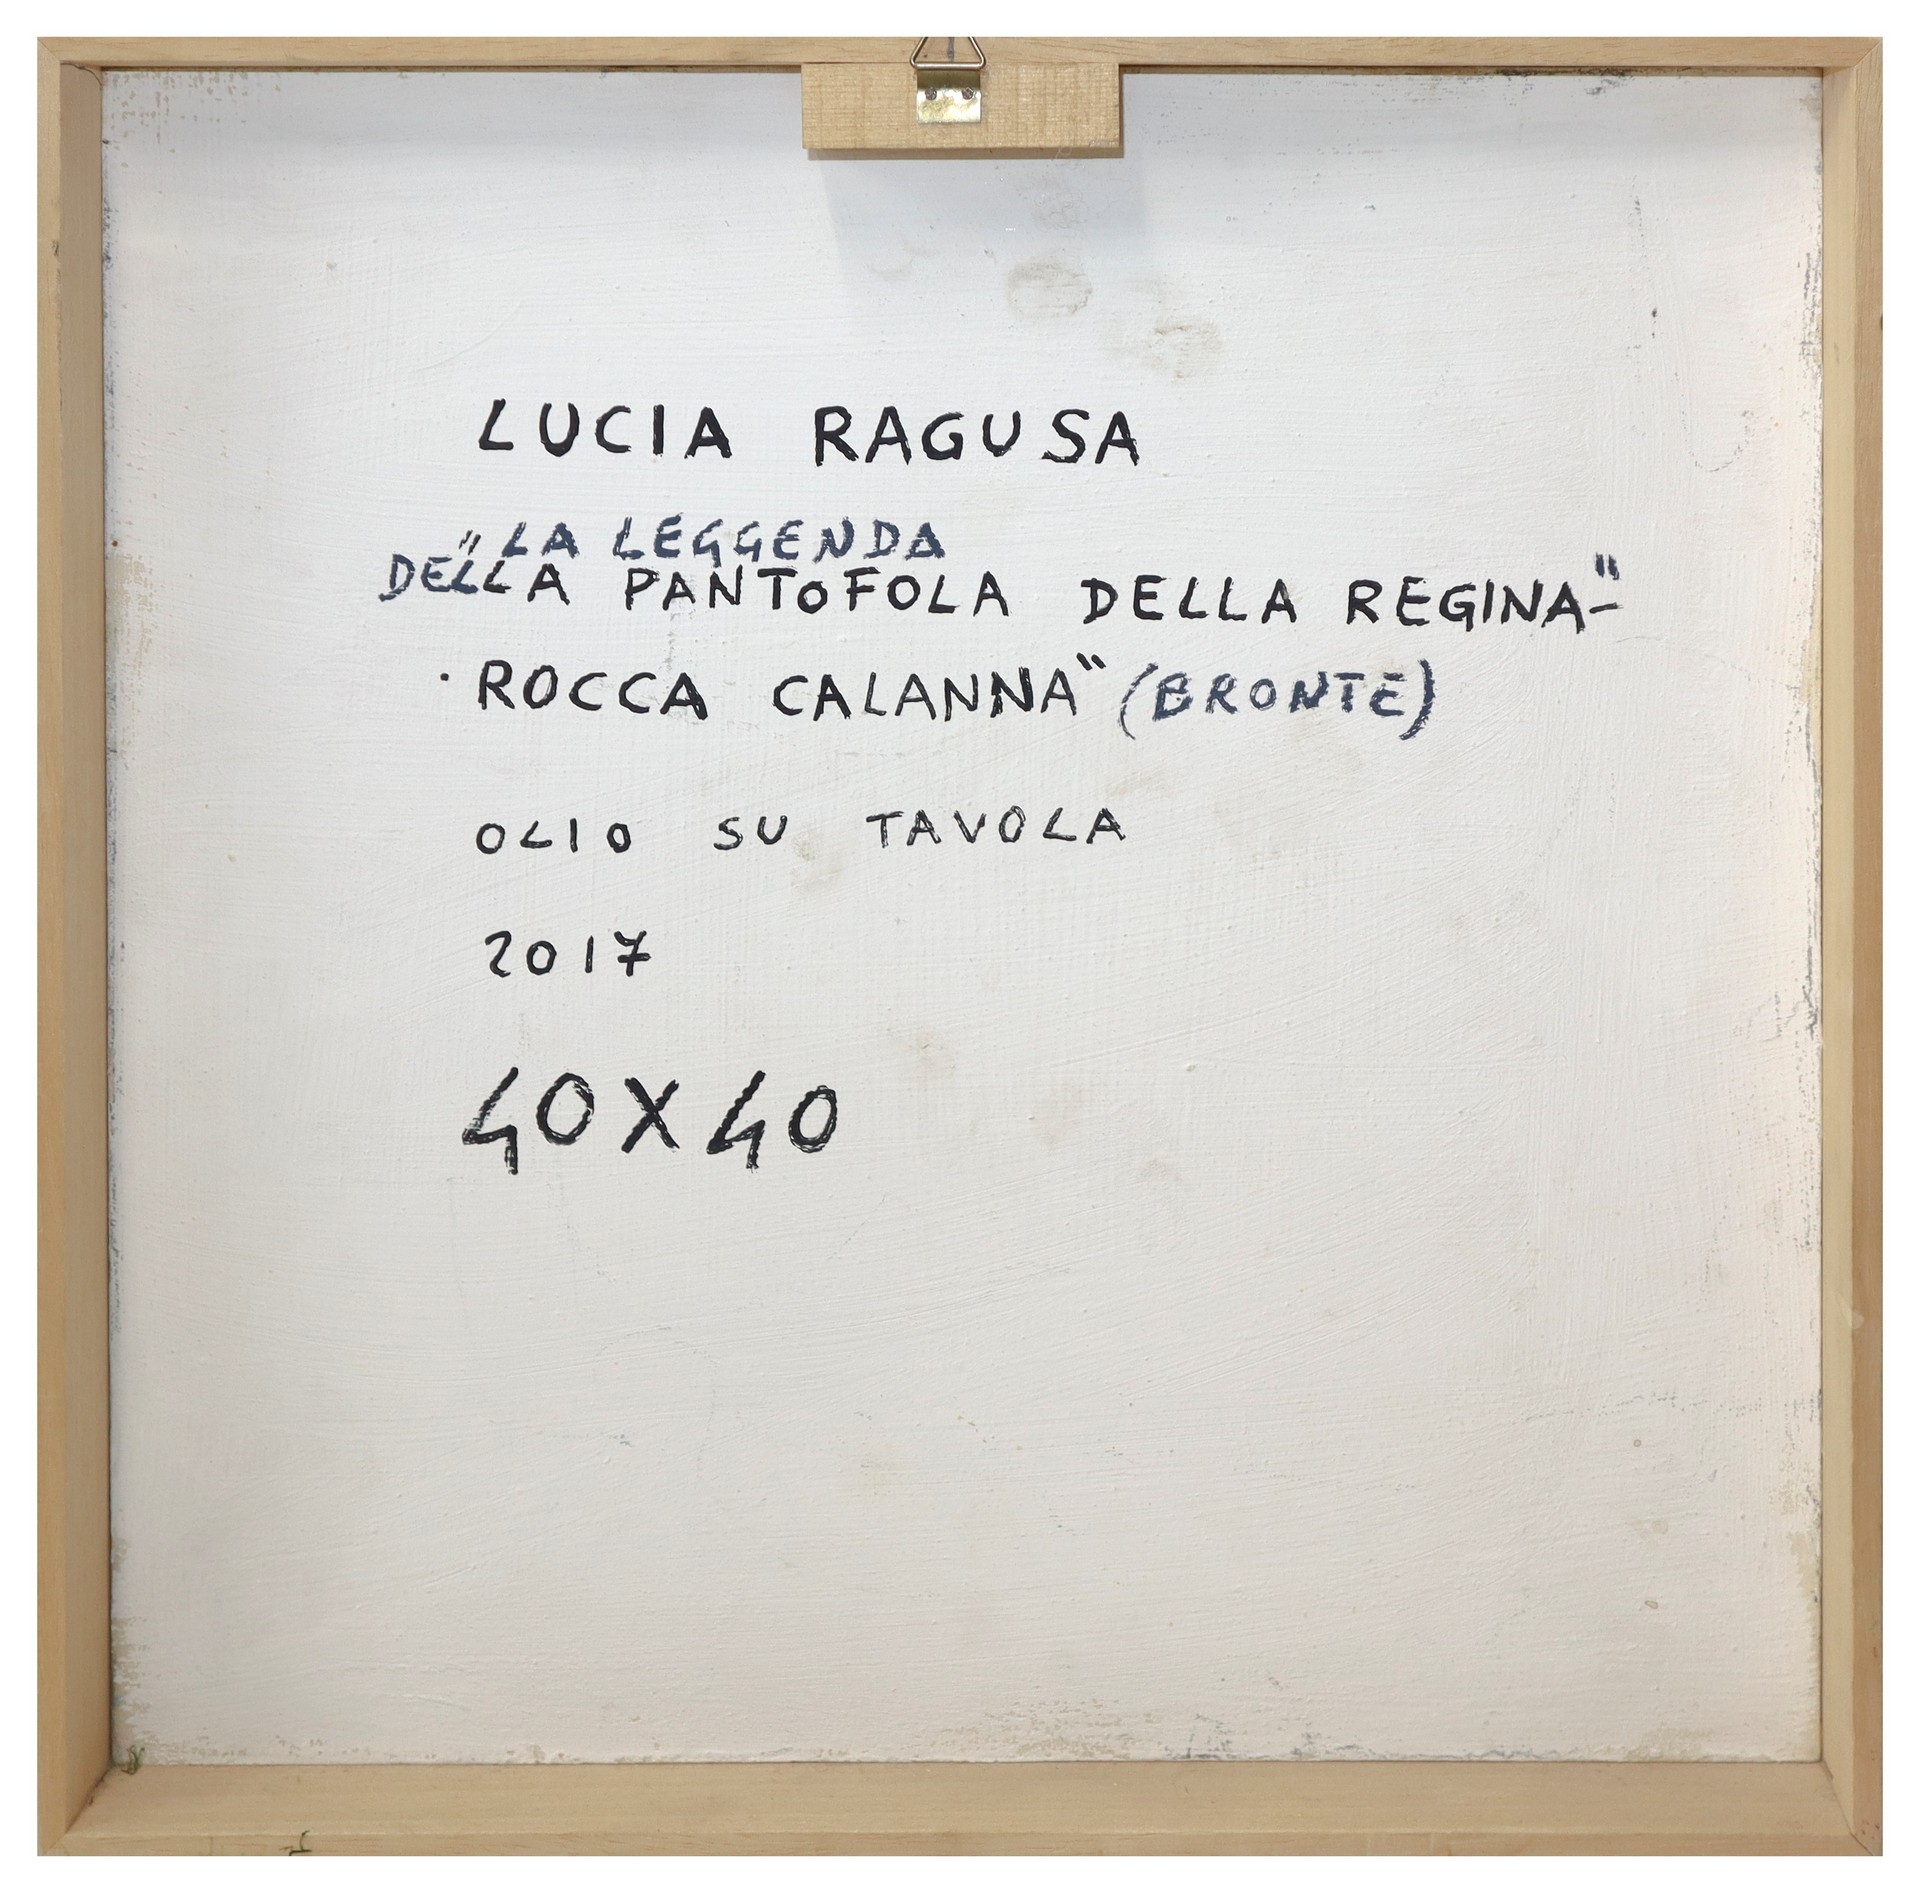 LUCIA RAGUSA
"LA LEGGENDA
DELLA PANTOFOLA DELLA REGINA"-
·ROCCA CALANNA" (BRONTE)
OLIO SU TAVOLA
2017
40X40